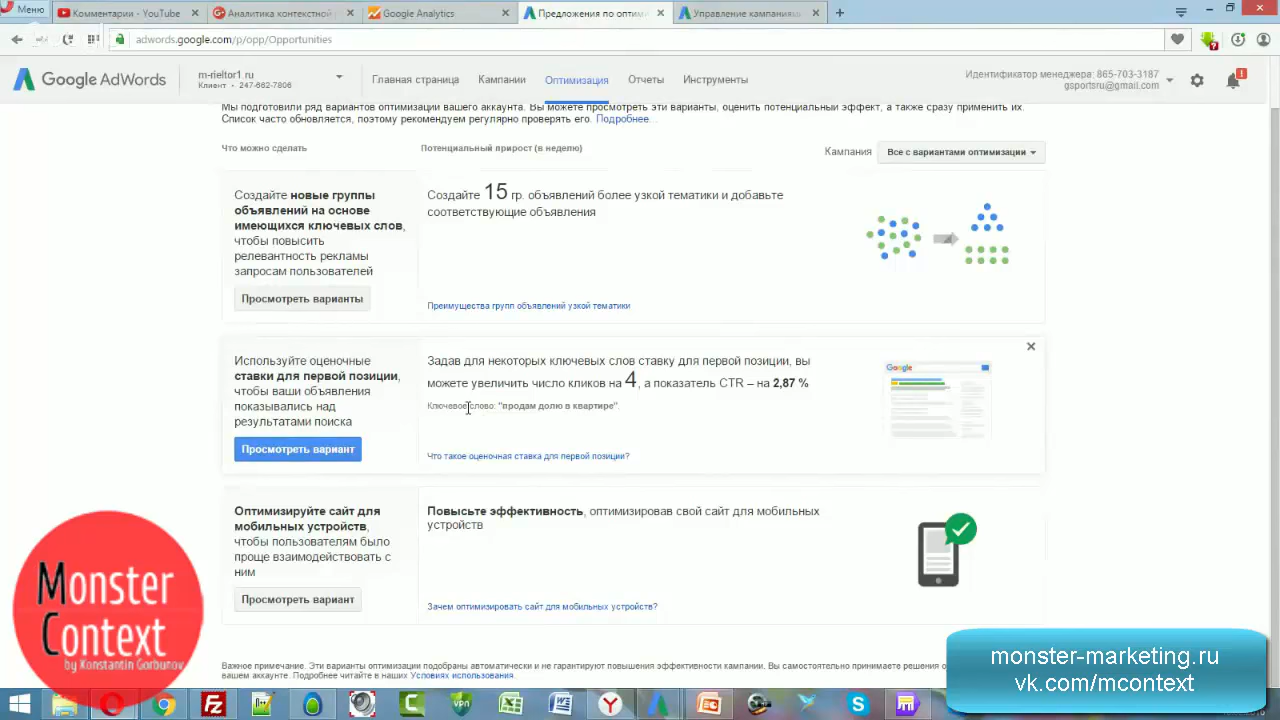 Меню
Комментарии - YouTube
Аналитика контекстной
Google Analytics
Предложения по оптим
Управление кампаниям
adwords.google.com/p/opp/Opportunities
Google AdWords
m-rieltor1.ru
Клиент • 247-662-7806
Главная страница
Кампании
Оптимизация
Отчеты
Инструменты
Идентификатор менеджера: 865-703-3187
gsportsru@gmail.com
Мы подготовили ряд вариантов оптимизации вашего аккаунта. Вы можете просмотреть эти варианты, оценить потенциальный эффект, а также сразу применить их.
Список часто обновляется, поэтому рекомендуем регулярно проверять его. Подробнее...
Что можно сделать
Потенциальный прирост (в неделю)
Кампания
Все с вариантами оптимизации
Создайте новые группы
объявлений на основе
имеющихся ключевых слов,
чтобы повысить
релевантность рекламы
запросам пользователей
Просмотреть варианты
Создайте 15 гр. объявлений более узкой тематики и добавьте
соответствующие объявления
Преимущества групп объявлений узкой тематики
Используйте оценочные
ставки для первой позиции,
чтобы ваши объявления
показывались над
результатами поиска
Просмотреть вариант
Задав для некоторых ключевых слов ставку для первой позиции, вы
можете увеличить число кликов на 4, а показатель CTR – на 2,87 %
Ключевое слово: "продам долю в квартире".
Что такое оценочная ставка для первой позиции?
Google
Оптимизируйте сайт для
мобильных устройств,
чтобы пользователям было
проще взаимодействовать с
ним
Просмотреть вариант
Повысьте эффективность, оптимизировав свой сайт для мобильных
устройств
Зачем оптимизировать сайт для мобильных устройств?
Важное примечание. Эти варианты оптимизации подобраны автоматически и не гарантируют повышения эффективности кампании. Вы самостоятельно принимаете решения о
вашем аккаунте. Подробнее читайте в наших Условиях использования.
Monster
Context
by Konstantin Gorbunov
monster-marketing.ru
vk.com/mcontext